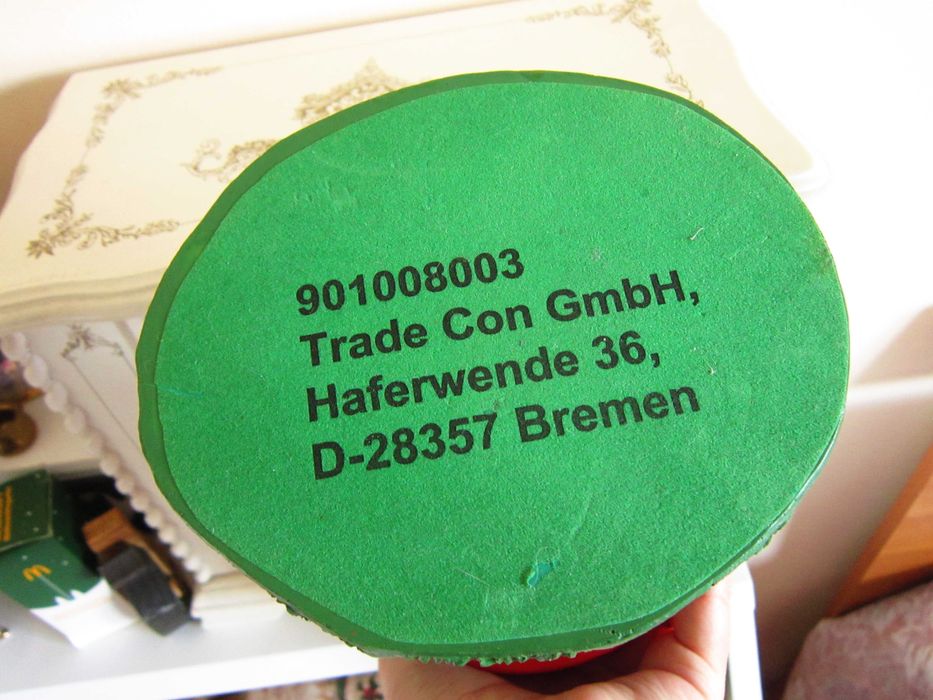 901008003
Trade Con GmbH,
Haferwende 36,
D-28357 Bremen